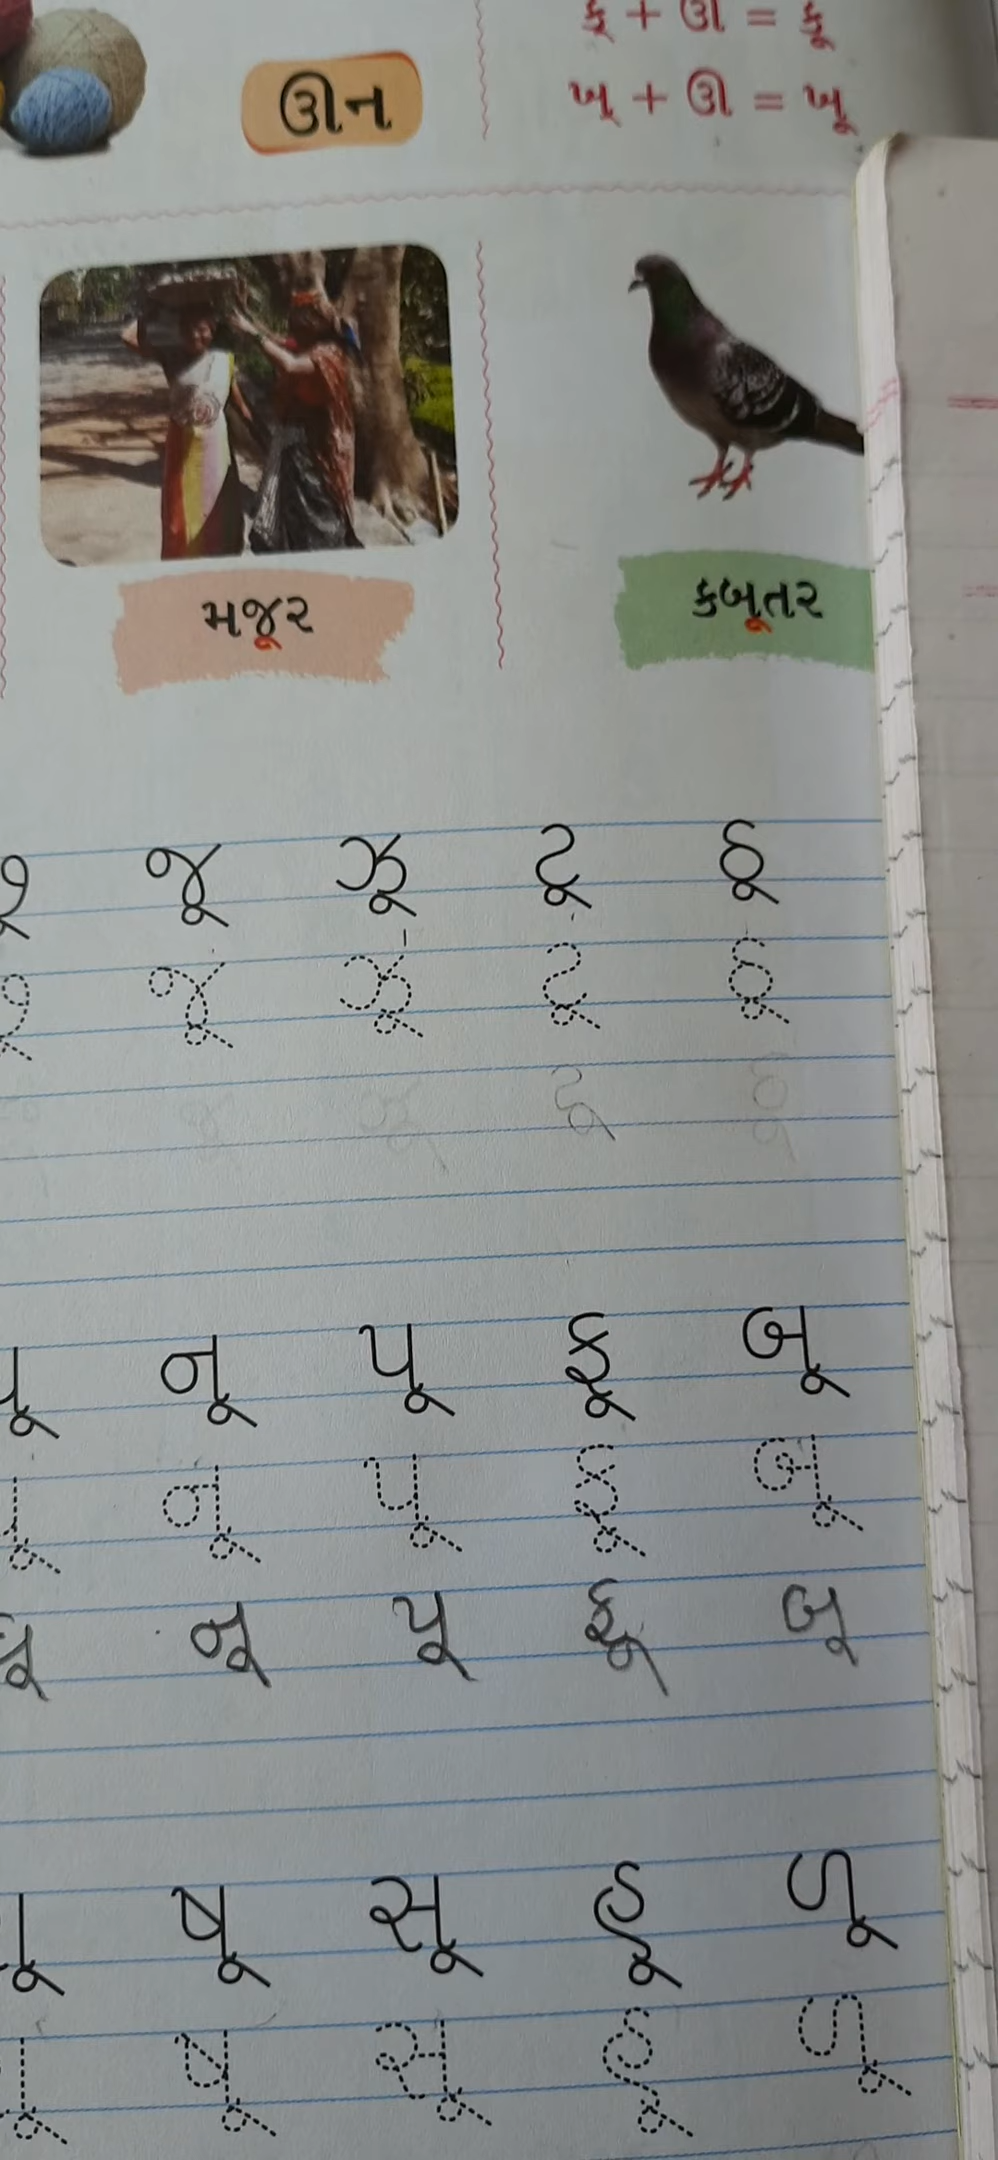 ક્ + ઊ = કૂ
ઊન
ખ્ + ઊ = ખૂ
મજૂર કબૂતર
છૂ જૂ ઝૂ ટૂ ઠૂ
છૂ જૂ ઝૂ ટૂ ઠૂ
ટૂ ઠૂ
નૂ પૂ ફૂ બૂ
નૂ પૂ ફૂ બૂ
નૂ પૂ ફૂ બૂ
ષૂ સૂ હૂ ળૂ
ષૂ સૂ હૂ ળૂ